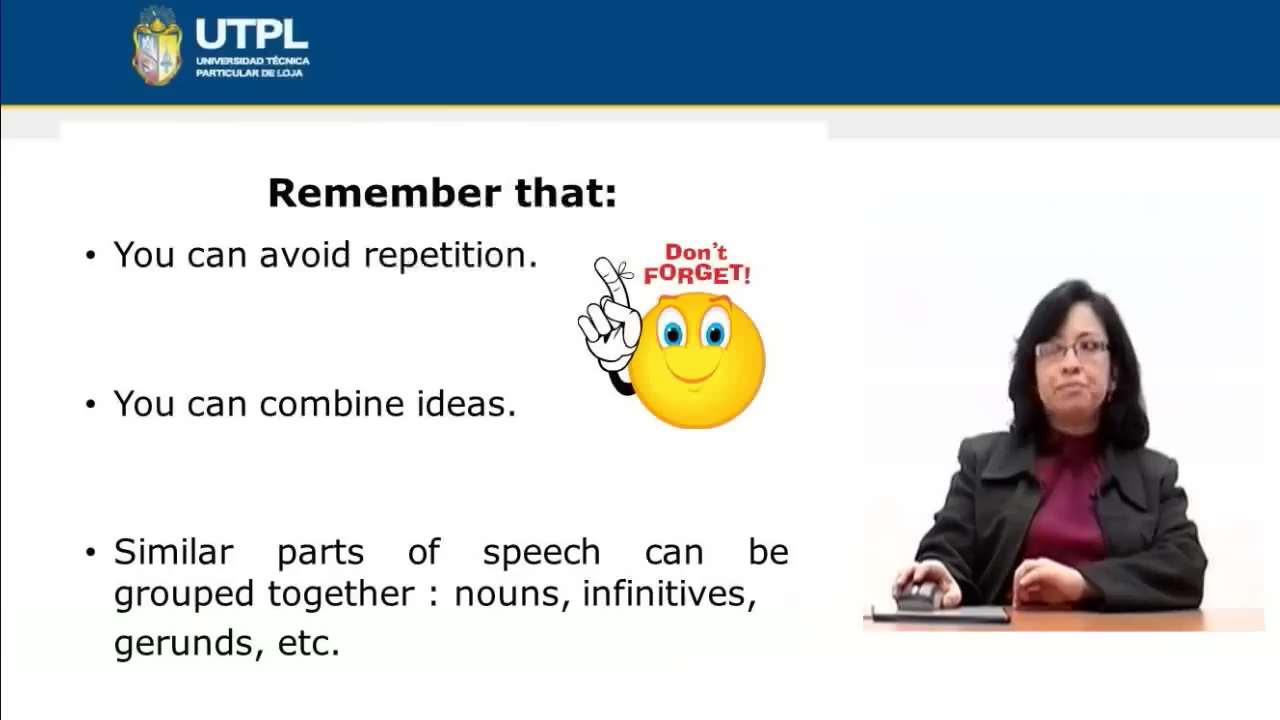 UTPL
UNIVERSIDAD TÉCNICA
PARTICULAR DE LOJA
Remember that:
• You can avoid repetition.
Don't
FORGET!
• You can combine ideas.
• Similar parts of speech can be
grouped together : nouns, infinitives,
gerunds, etc.